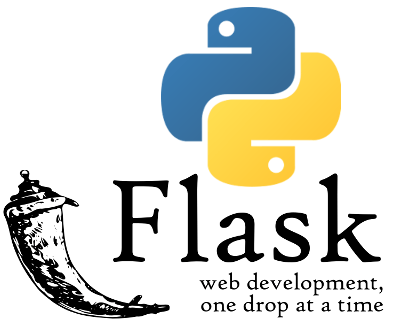 Flask
web development,
one drop at a time